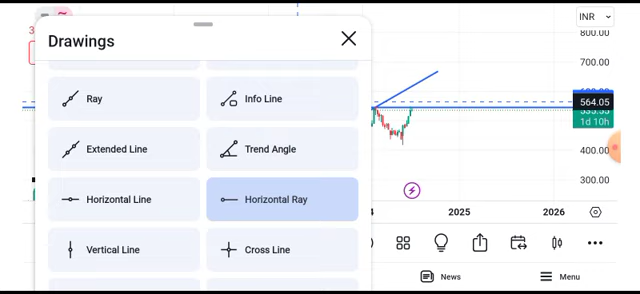 Drawings
INR
800.00
700.00
564.05
1d 10h
400.00
300.00
Ray
Info Line
Extended Line
Trend Angle
Horizontal Line
Horizontal Ray
Vertical Line
Cross Line
2025
2026
News
Menu